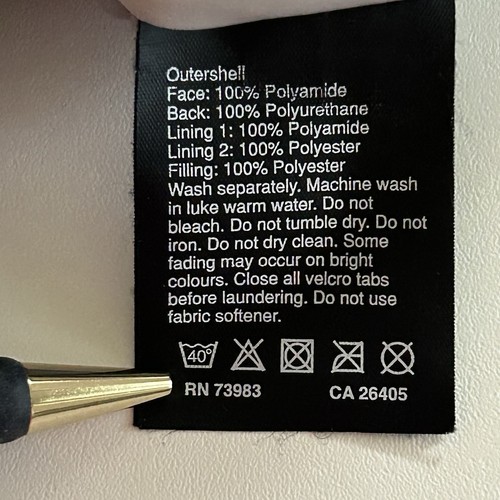 Outershell
Face: 100% Polyamide
Back: 100% Polyurethane
Lining 1: 100% Polyamide
Lining 2: 100% Polyester
Filling: 100% Polyester
Wash separately. Machine wash
in luke warm water. Do not
bleach. Do not tumble dry. Do not
iron. Do not dry clean. Some
fading may occur on bright
colours. Close all velcro tabs
before laundering. Do not use
fabric softener.
40°
RN 73983 CA 26405